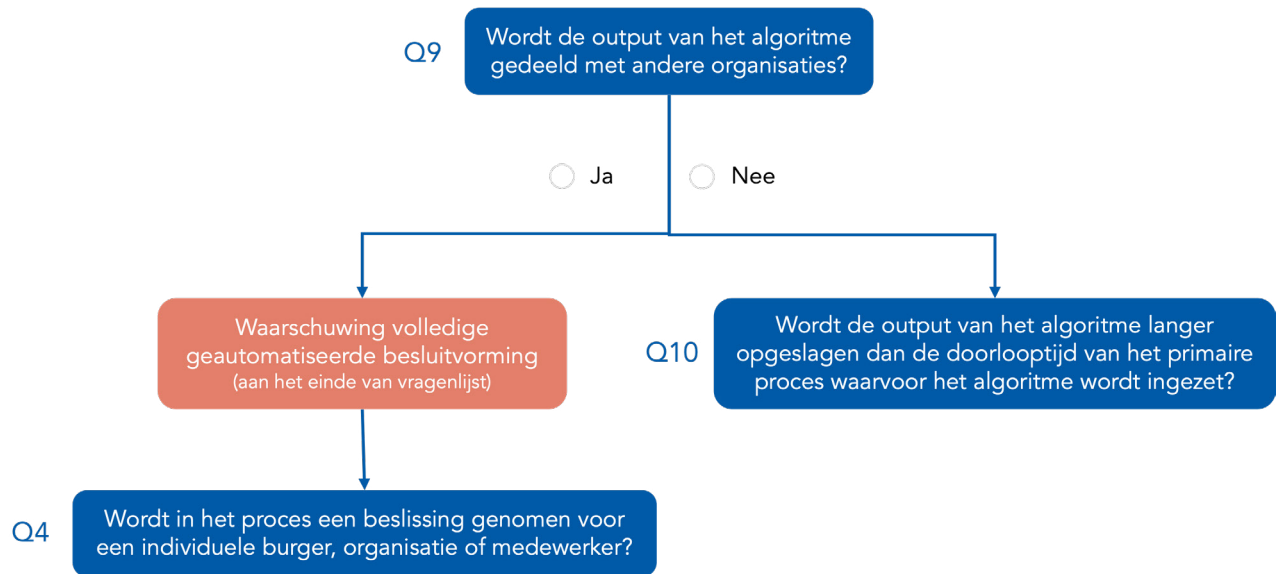 Q9
Wordt de output van het algoritme
gedeeld met andere organisaties?
Ja
Nee
Waarschuwing volledige
geautomatiseerde besluitvorming
(aan het einde van vragenlijst)
Q10
Wordt de output van het algoritme langer
opgeslagen dan de doorlooptijd van het primaire
proces waarvoor het algoritme wordt ingezet?
Q4
Wordt in het proces een beslissing genomen voor
een individuele burger, organisatie of medewerker?